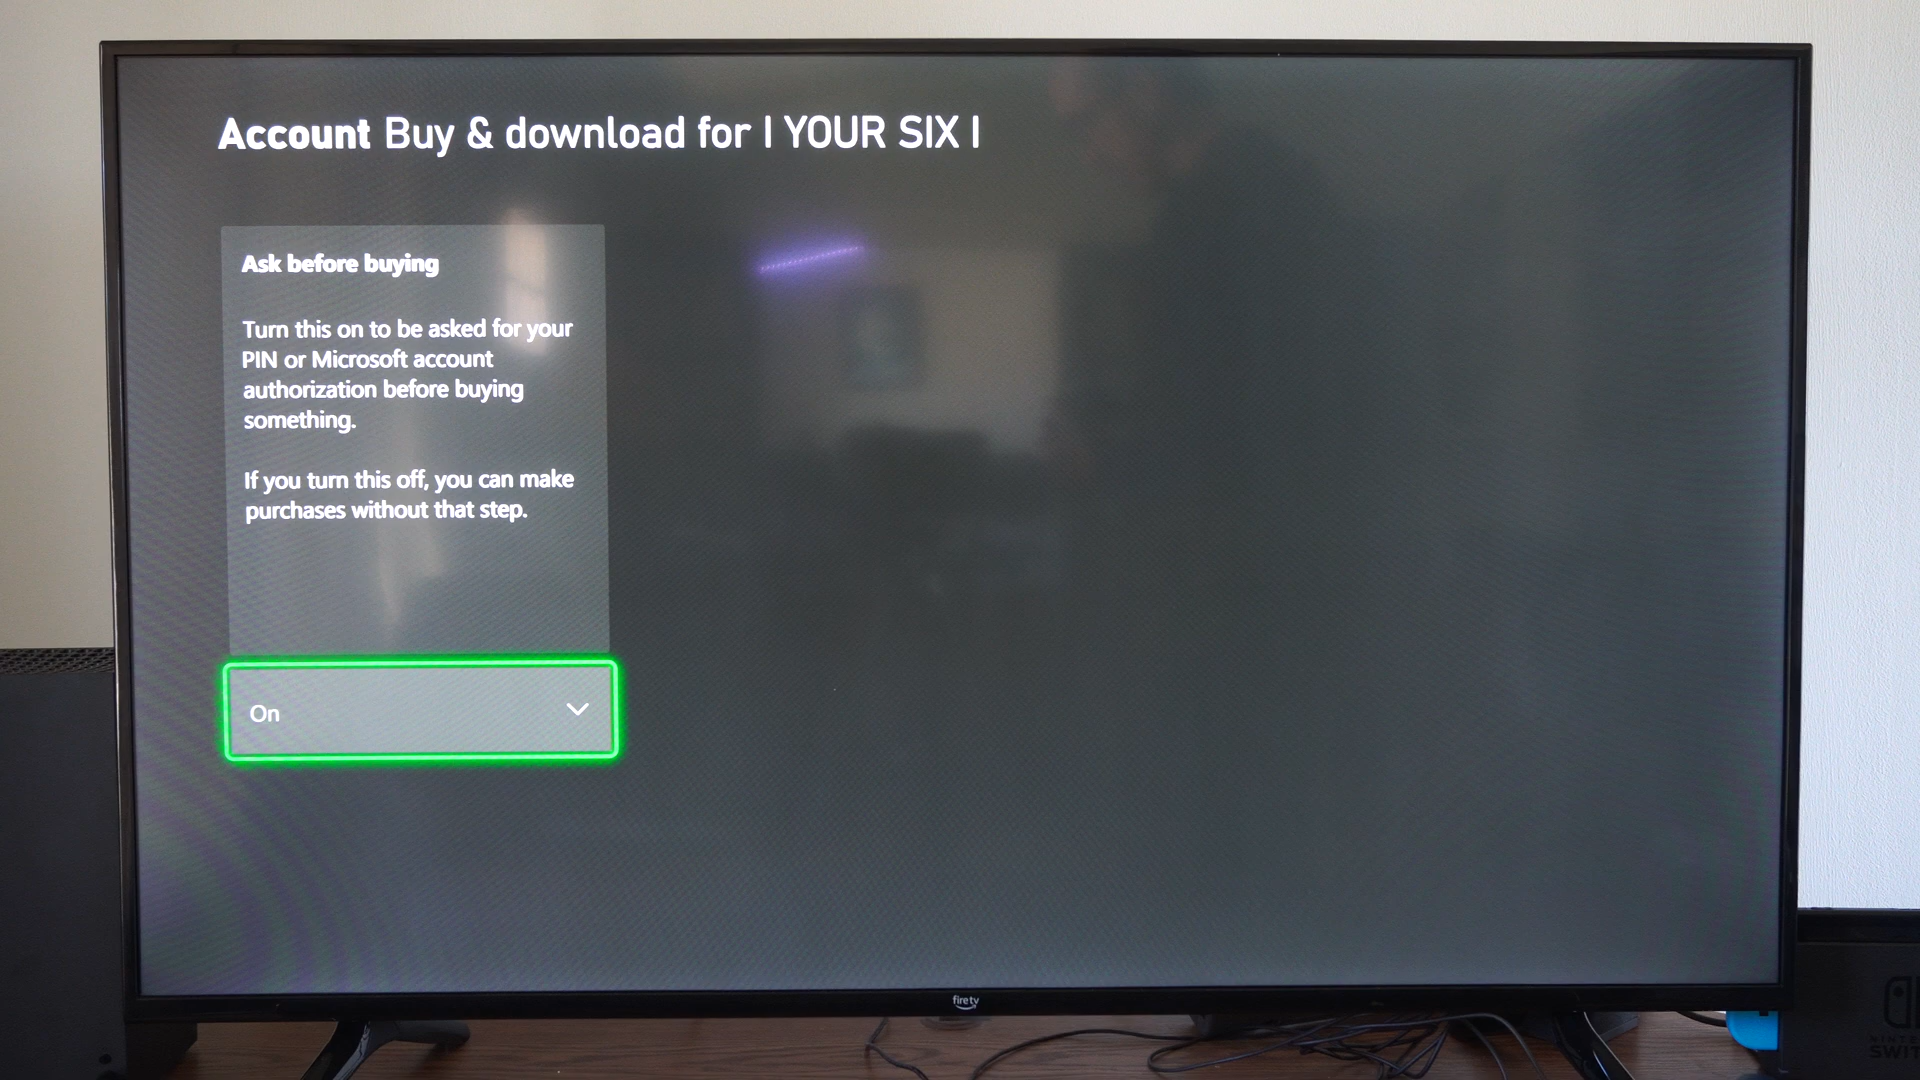 Account Buy & download for I YOUR SIX I
Ask before buying
Turn this on to be asked for your
PIN or Microsoft account
authorization before buying
something.
If you turn this off, you can make
purchases without that step.
On
fire tv